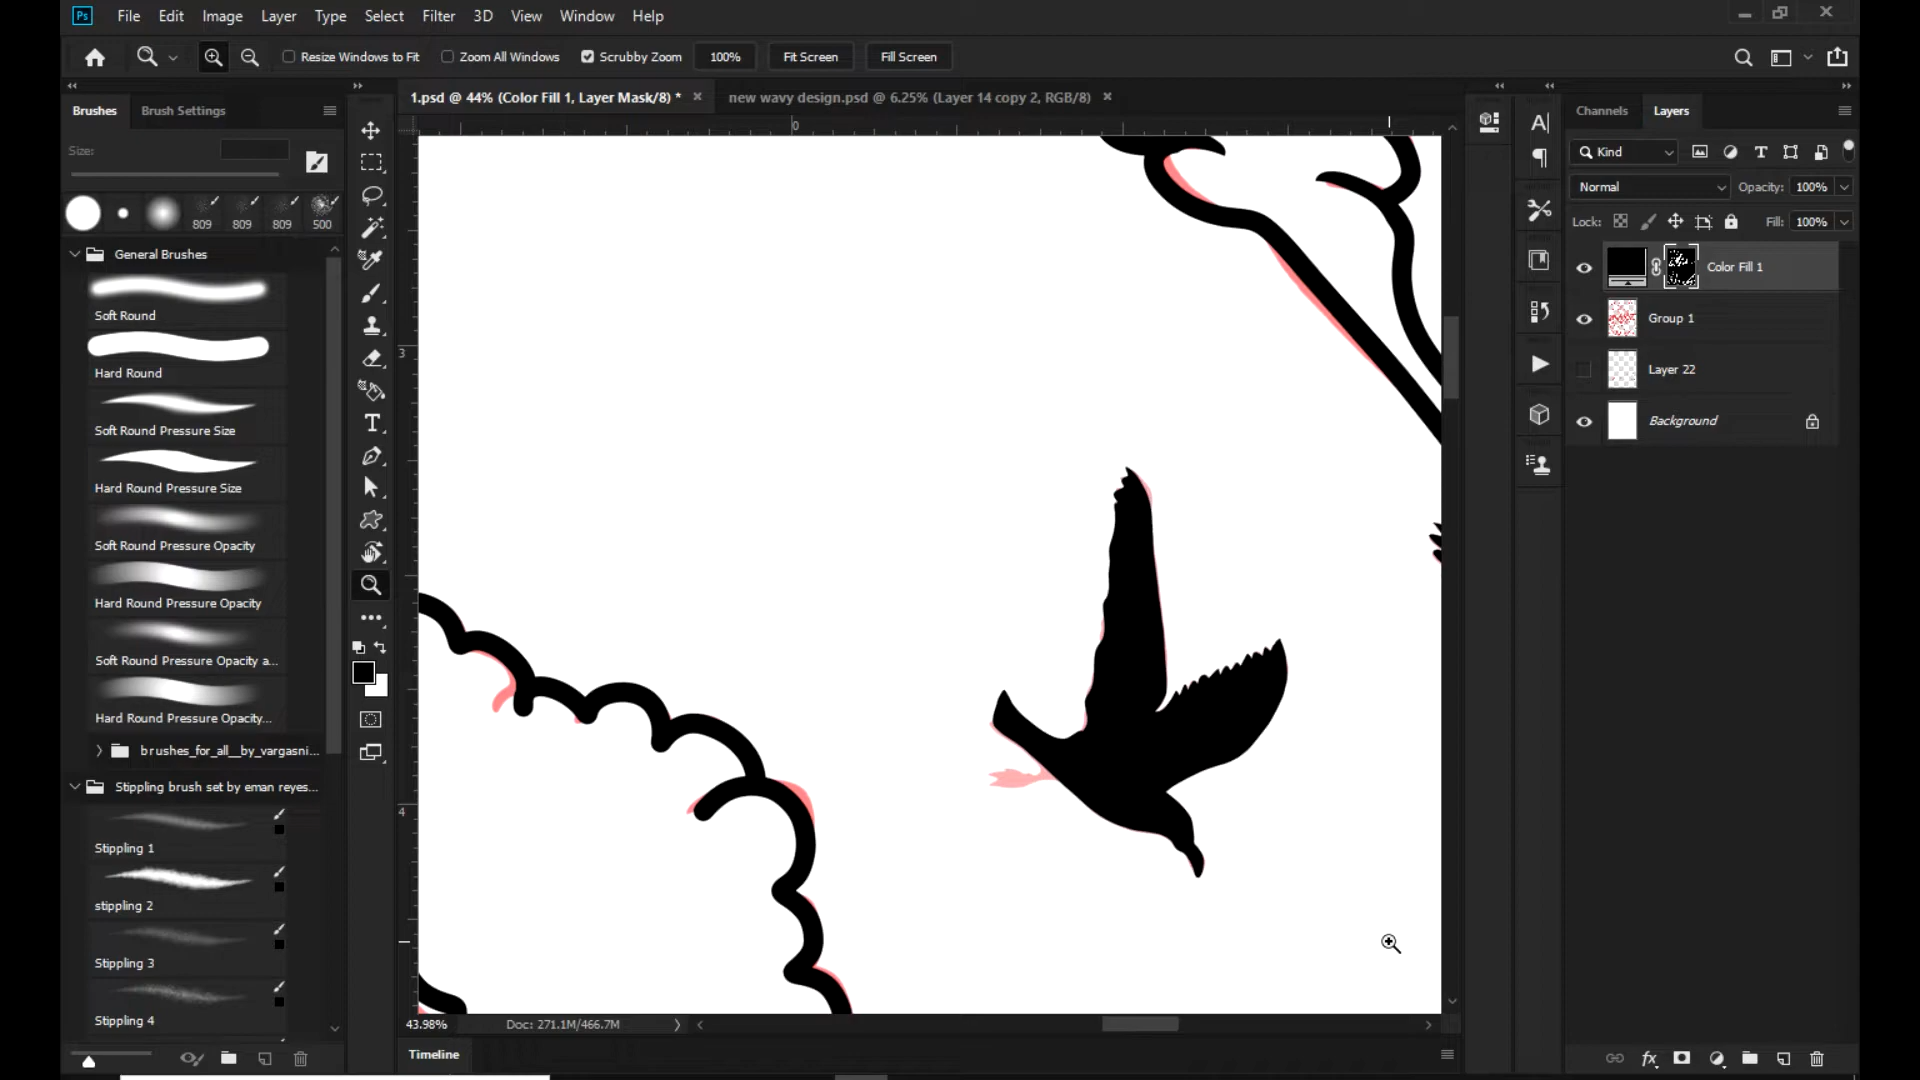 Ps File Edit Image Layer Type Select Filter 3D View Window Help
Resize Windows to Fit Zoom All Windows Scrubby Zoom 100% Fit Screen Fill Screen
Brushes Brush Settings
1.psd @ 44% (Color Fill 1, Layer Mask/8) * new wavy design.psd @ 6.25% (Layer 14 copy 2, RGB/8)
Channels Layers
Size:
0
Kind
Normal Opacity: 100%
809 809 809 500
Lock: Fill: 100%
General Brushes
Color Fill 1
Soft Round
Group 1
3
Hard Round
Layer 22
Background
Soft Round Pressure Size
Hard Round Pressure Size
Soft Round Pressure Opacity
Hard Round Pressure Opacity
Soft Round Pressure Opacity a...
Hard Round Pressure Opacity...
brushes_for_all__by_vargasni...
Stippling brush set by eman reyes...
4
Stippling 1
stippling 2
Stippling 3
Stippling 4
43.98% Doc: 271.1M/466.7M
Timeline
fx